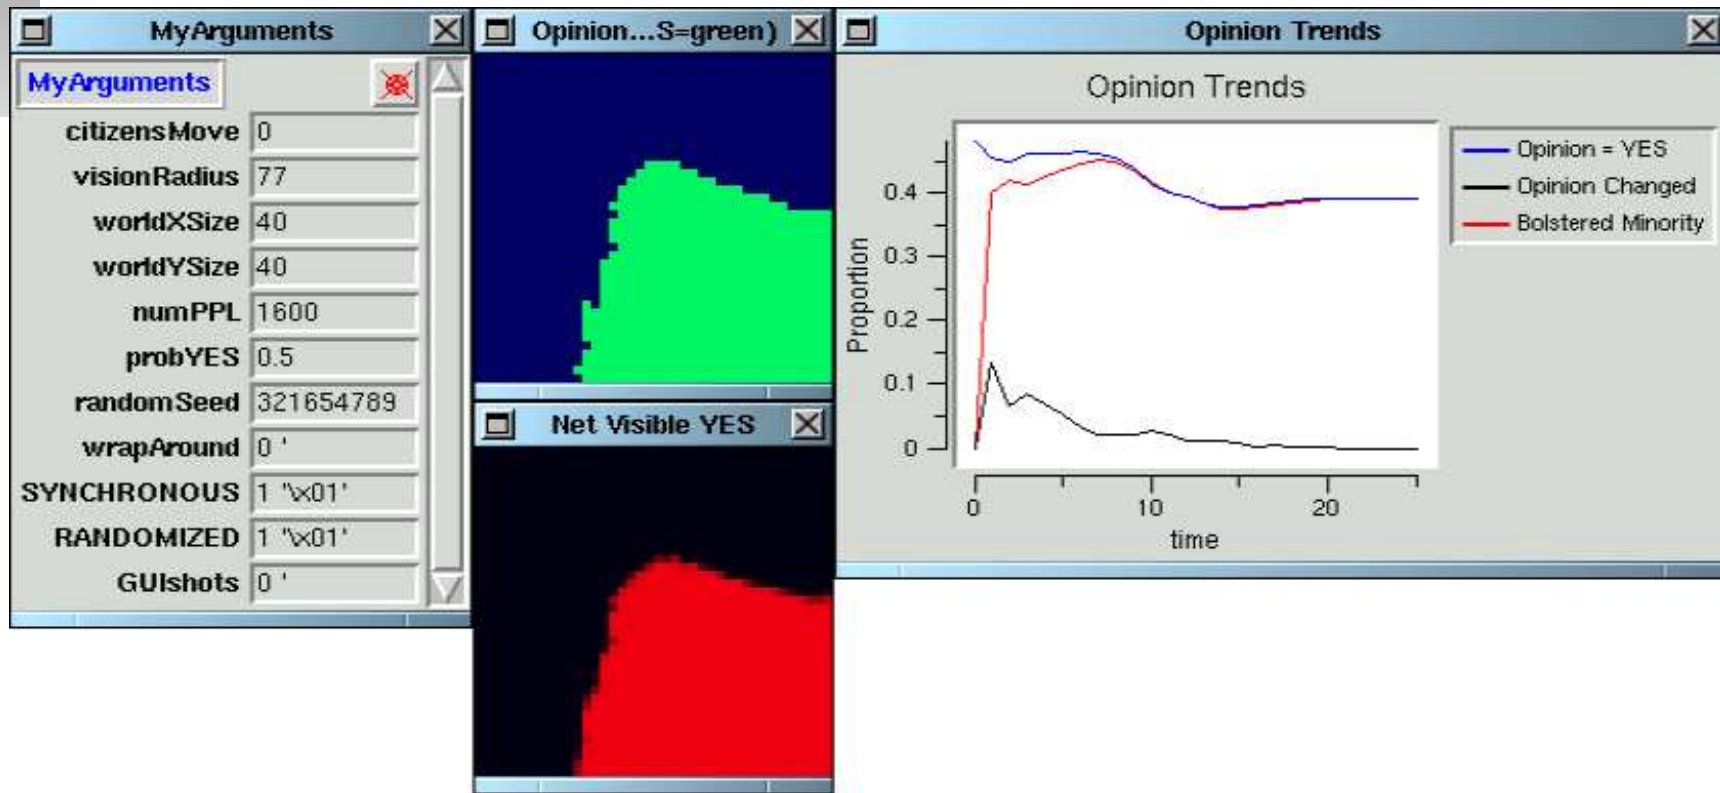 MyArguments
MyArguments
citizensMove 0
visionRadius 77
worldXSize 40
worldYSize 40
numPPL 1600
probYES 0.5
randomSeed 321654789
wrapAround 0 '
SYNCHRONOUS 1 '\x01'
RANDOMIZED 1 '\x01'
GUIshots 0 '
Opinion...S=green)
Net Visible YES
Opinion Trends
Opinion Trends
Proportion
0.4
0.3
0.2
0.1
0
0 10 20
time
Opinion = YES
Opinion Changed
Bolstered Minority